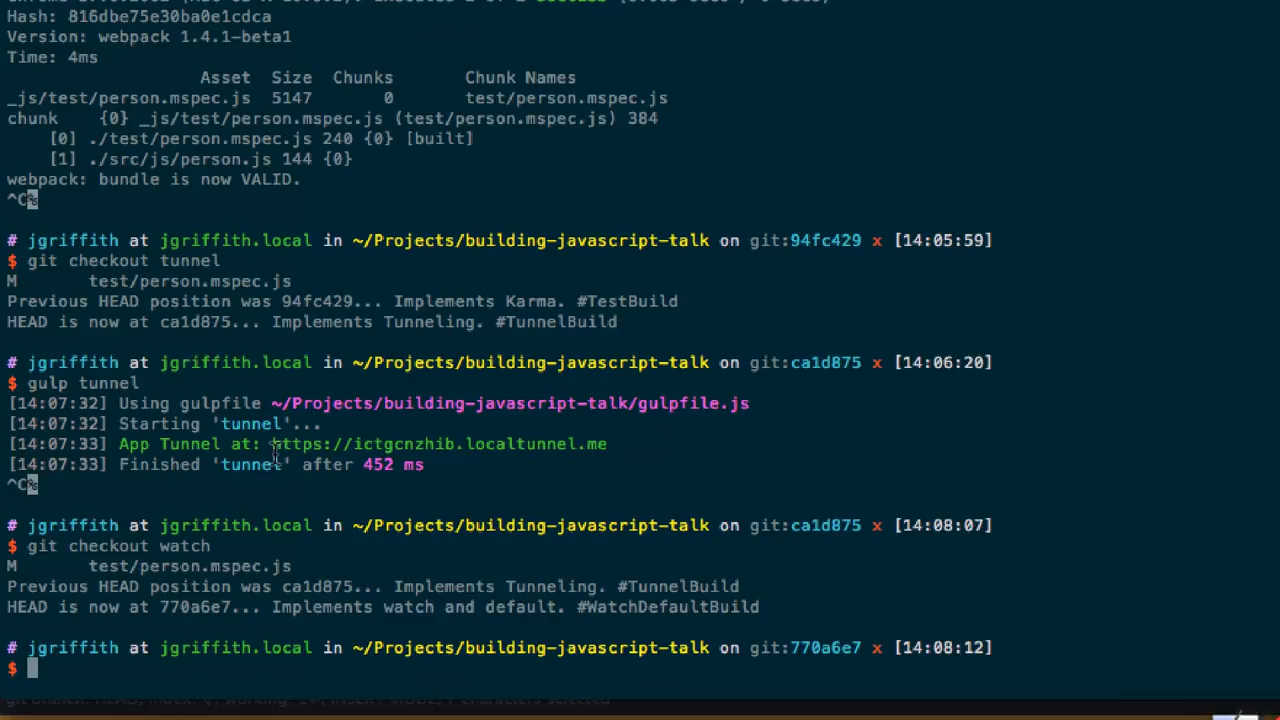 Hash: 816dbe75e30ba0e1cdca
Version: webpack 1.4.1-beta1
Time: 4ms
Asset Size Chunks Chunk Names
_js/test/person.mspec.js 5147 0 test/person.mspec.js
chunk {0} _js/test/person.mspec.js (test/person.mspec.js) 384
[0] ./test/person.mspec.js 240 {0} [built]
[1] ./src/js/person.js 144 {0}
webpack: bundle is now VALID.
^C%
# jgriffith at jgriffith.local in ~/Projects/building-javascript-talk on git:94fc429 x [14:05:59]
$ git checkout tunnel
M test/person.mspec.js
Previous HEAD position was 94fc429... Implements Karma. #TestBuild
HEAD is now at ca1d875... Implements Tunneling. #TunnelBuild
# jgriffith at jgriffith.local in ~/Projects/building-javascript-talk on git:ca1d875 x [14:06:20]
$ gulp tunnel
[14:07:32] Using gulpfile ~/Projects/building-javascript-talk/gulpfile.js
[14:07:32] Starting 'tunnel'...
[14:07:33] App Tunnel at: https://ictgcnzhib.localtunnel.me
[14:07:33] Finished 'tunnel' after 452 ms
^C%
# jgriffith at jgriffith.local in ~/Projects/building-javascript-talk on git:ca1d875 x [14:08:07]
$ git checkout watch
M test/person.mspec.js
Previous HEAD position was ca1d875... Implements Tunneling. #TunnelBuild
HEAD is now at 770a6e7... Implements watch and default. #WatchDefaultBuild
# jgriffith at jgriffith.local in ~/Projects/building-javascript-talk on git:770a6e7 x [14:08:12]
$